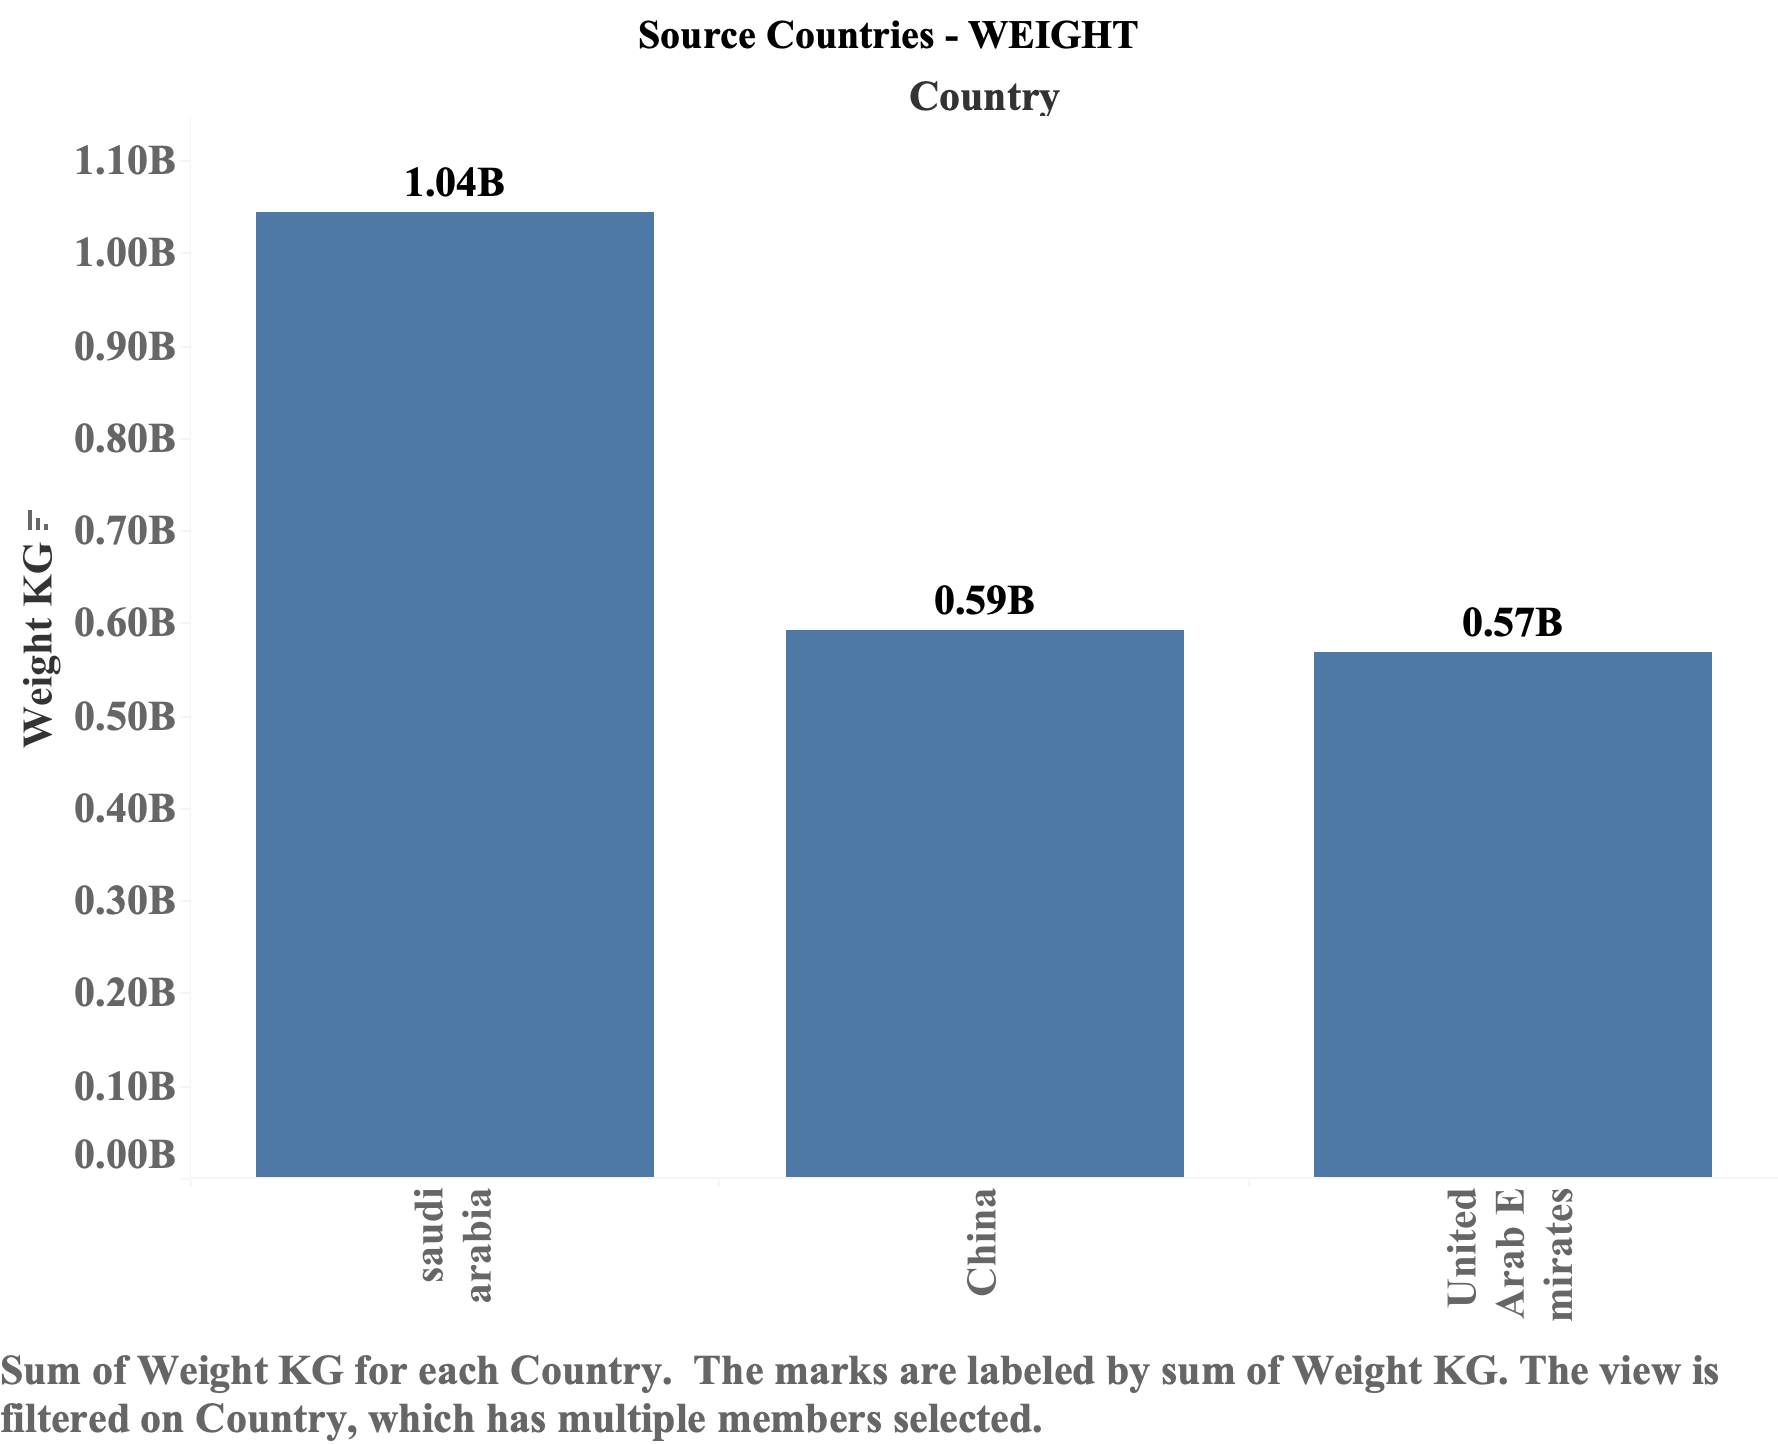 Source Countries - WEIGHT
Country
Weight KG
1.10B
1.00B
0.90B
0.80B
0.70B
0.60B
0.50B
0.40B
0.30B
0.20B
0.10B
0.00B
1.04B
0.59B
0.57B
saudi
arabia
China
United
Arab E
mirates
Sum of Weight KG for each Country.  The marks are labeled by sum of Weight KG. The view is
filtered on Country, which has multiple members selected.